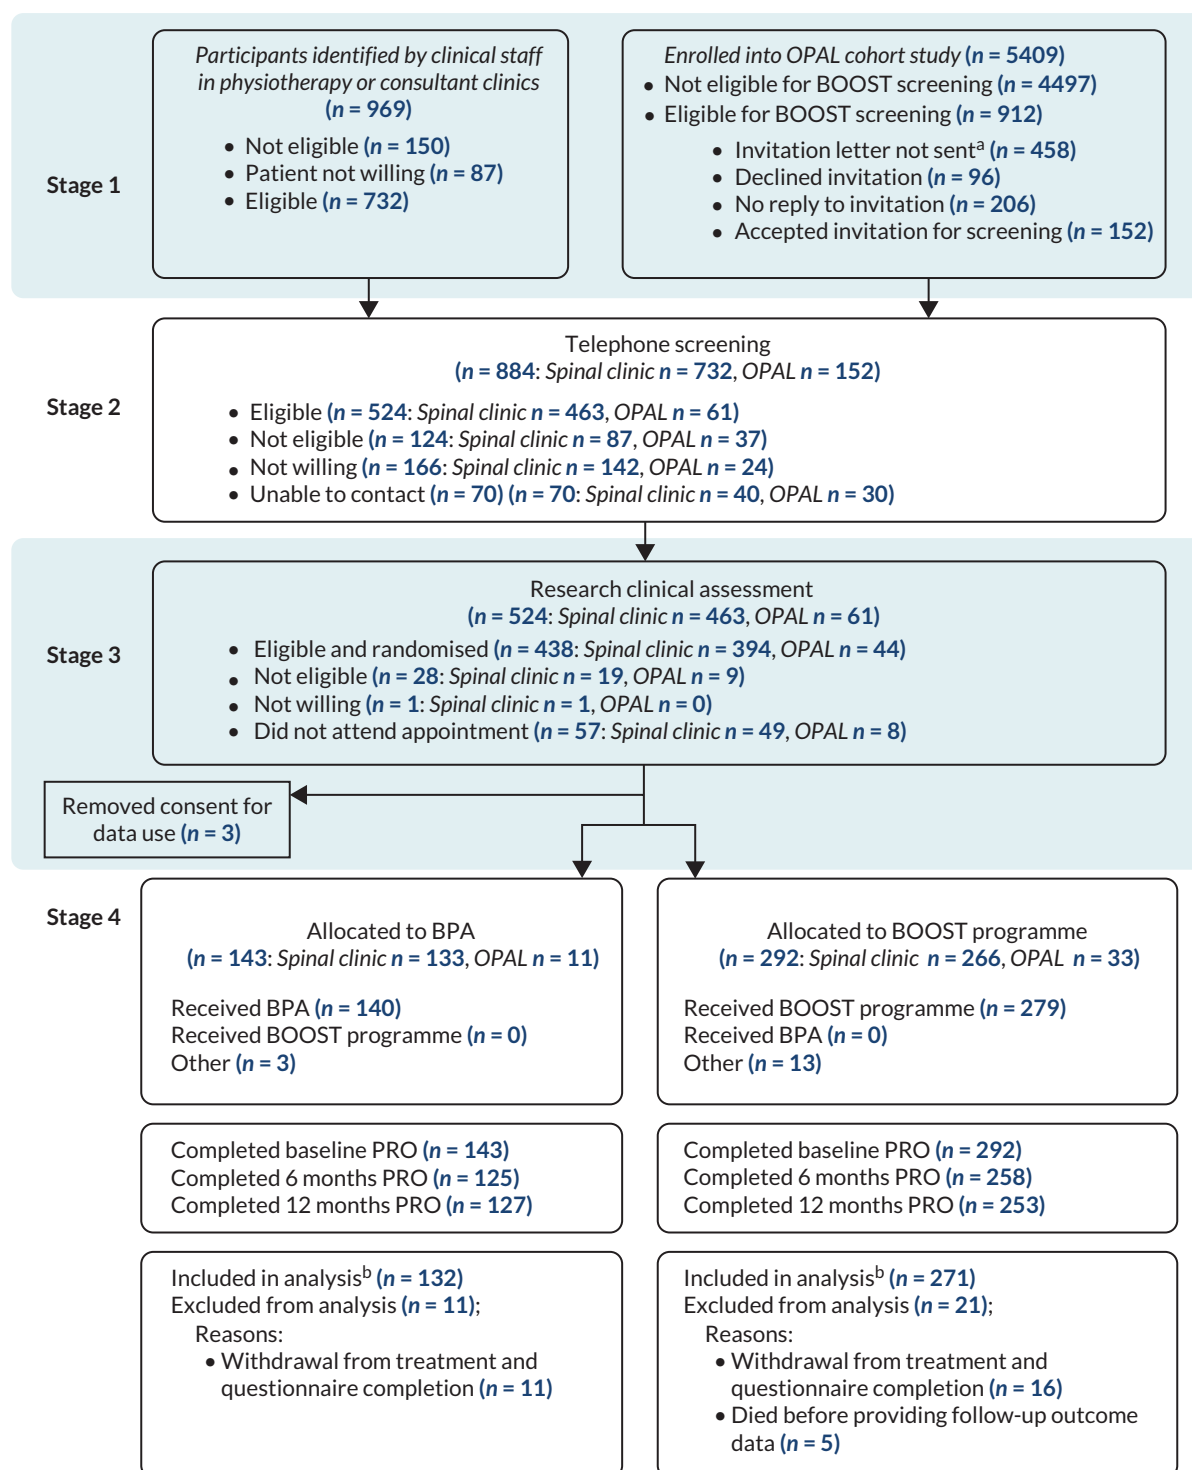 Stage 1
Participants identified by clinical staff
in physiotherapy or consultant clinics
(n = 969)
• Not eligible (n = 150)
• Patient not willing (n = 87)
• Eligible (n = 732)
Enrolled into OPAL cohort study (n = 5409)
• Not eligible for BOOST screening (n = 4497)
• Eligible for BOOST screening (n = 912)
• Invitation letter not sentᵃ (n = 458)
• Declined invitation (n = 96)
• No reply to invitation (n = 206)
• Accepted invitation for screening (n = 152)
Stage 2
Telephone screening
(n = 884: Spinal clinic n = 732, OPAL n = 152)
• Eligible (n = 524: Spinal clinic n = 463, OPAL n = 61)
• Not eligible (n = 124: Spinal clinic n = 87, OPAL n = 37)
• Not willing (n = 166: Spinal clinic n = 142, OPAL n = 24)
• Unable to contact (n = 70) (n = 70: Spinal clinic n = 40, OPAL n = 30)
Stage 3
Research clinical assessment
(n = 524: Spinal clinic n = 463, OPAL n = 61)
• Eligible and randomised (n = 438: Spinal clinic n = 394, OPAL n = 44)
• Not eligible (n = 28: Spinal clinic n = 19, OPAL n = 9)
• Not willing (n = 1: Spinal clinic n = 1, OPAL n = 0)
• Did not attend appointment (n = 57: Spinal clinic n = 49, OPAL n = 8)
Removed consent for
data use (n = 3)
Stage 4
Allocated to BPA
(n = 143: Spinal clinic n = 133, OPAL n = 11)
Received BPA (n = 140)
Received BOOST programme (n = 0)
Other (n = 3)
Allocated to BOOST programme
(n = 292: Spinal clinic n = 266, OPAL n = 33)
Received BOOST programme (n = 279)
Received BPA (n = 0)
Other (n = 13)
Completed baseline PRO (n = 143)
Completed 6 months PRO (n = 125)
Completed 12 months PRO (n = 127)
Completed baseline PRO (n = 292)
Completed 6 months PRO (n = 258)
Completed 12 months PRO (n = 253)
Included in analysisᵇ (n = 132)
Excluded from analysis (n = 11);
Reasons:
• Withdrawal from treatment and
questionnaire completion (n = 11)
Included in analysisᵇ (n = 271)
Excluded from analysis (n = 21);
Reasons:
• Withdrawal from treatment and
questionnaire completion (n = 16)
• Died before providing follow-up outcome
data (n = 5)